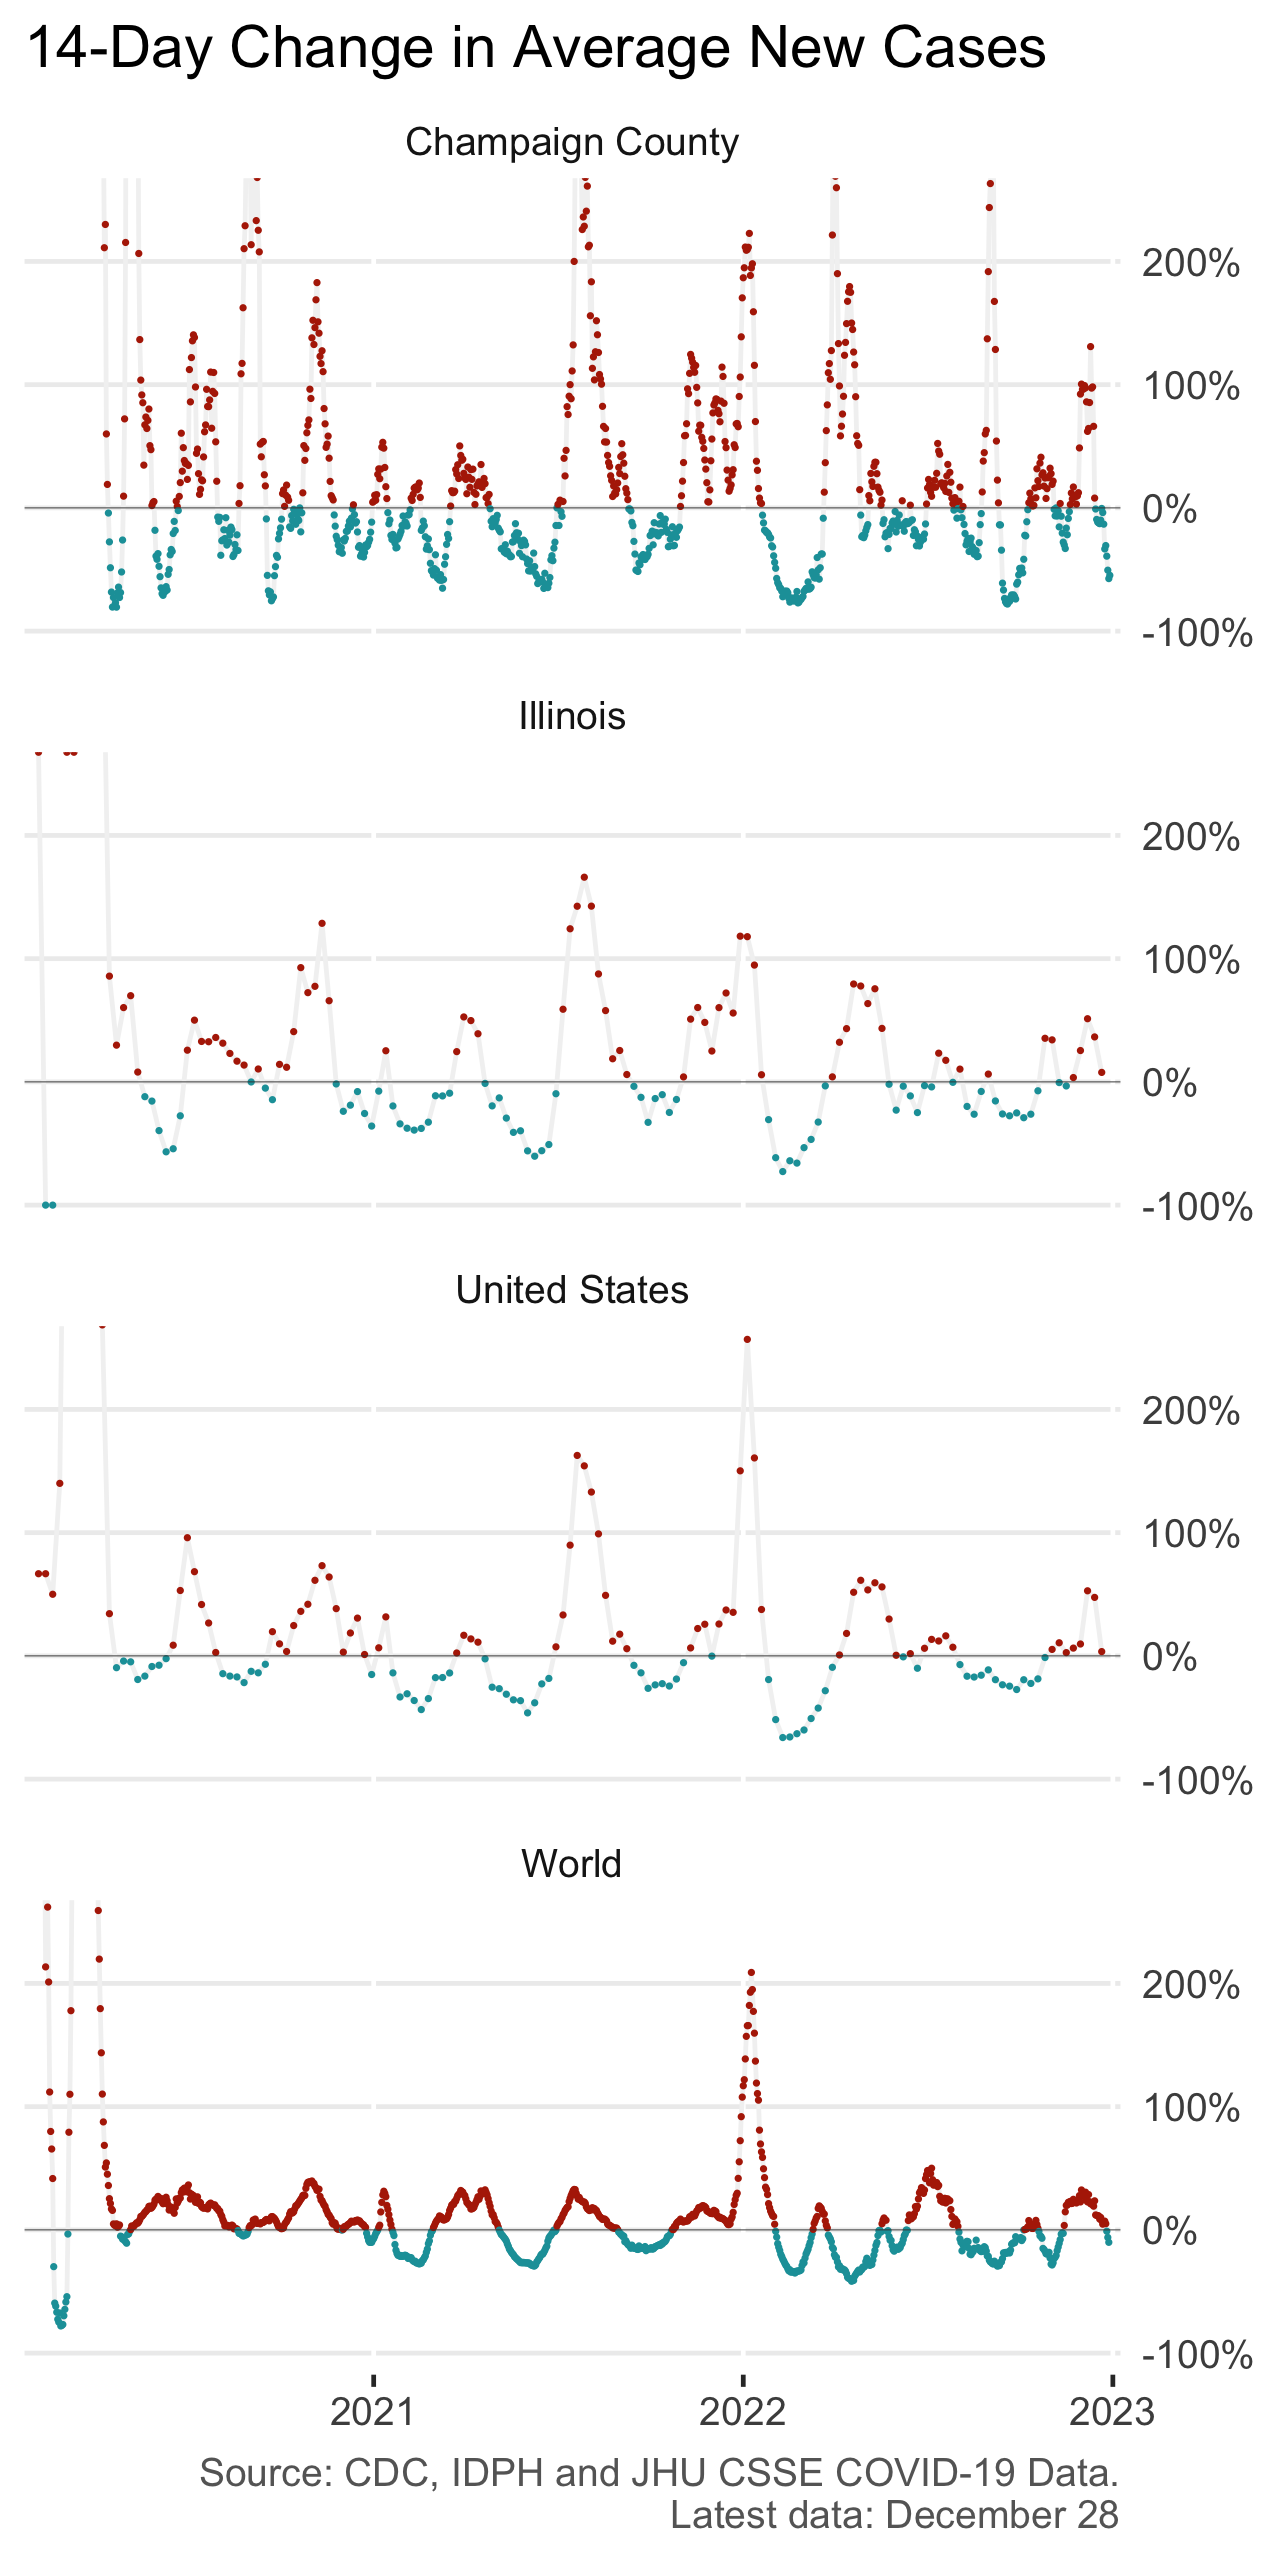 14-Day Change in Average New Cases
Champaign County
200%
100%
0%
-100%
Illinois
200%
100%
0%
-100%
United States
200%
100%
0%
-100%
World
200%
100%
0%
-100%
2021 2022 2023
Source: CDC, IDPH and JHU CSSE COVID-19 Data.
Latest data: December 28